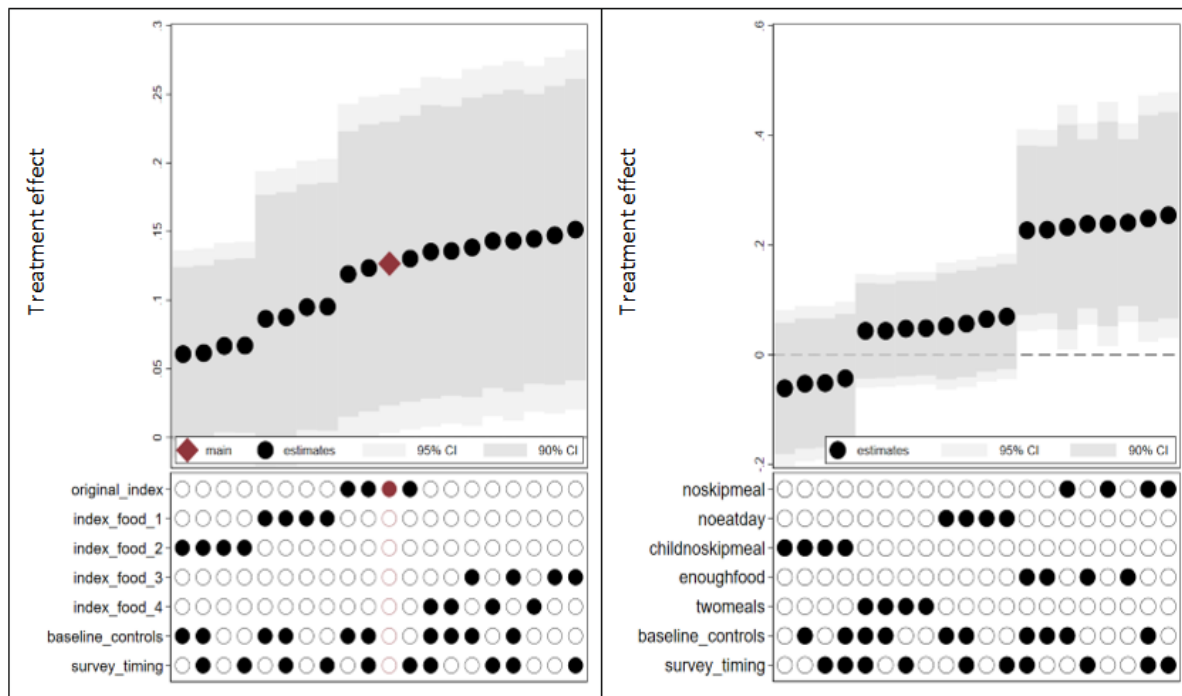 Treatment effect
.3
.25
.2
.15
.1
.05
0
main estimates 95% CI 90% CI
original_index
index_food_1
index_food_2
index_food_3
index_food_4
baseline_controls
survey_timing
Treatment effect
.6
.4
.2
0
-.2
estimates 95% CI 90% CI
noskipmeal
noeatday
childnoskipmeal
enoughfood
twomeals
baseline_controls
survey_timing